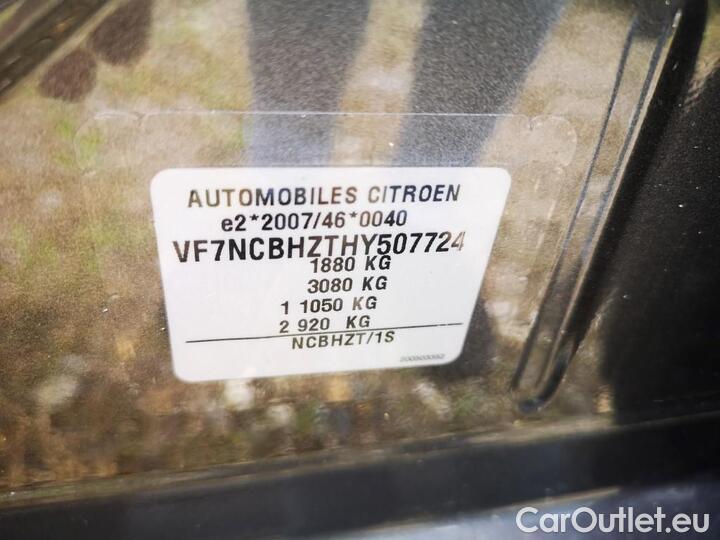 AUTOMOBILES CITROEN
e2*2007/46*0040
VF7NCBHZTHY507724
1880 KG
3080 KG
1 1050 KG
2 920 KG
NCBHZT/1S
CarOutlet.eu